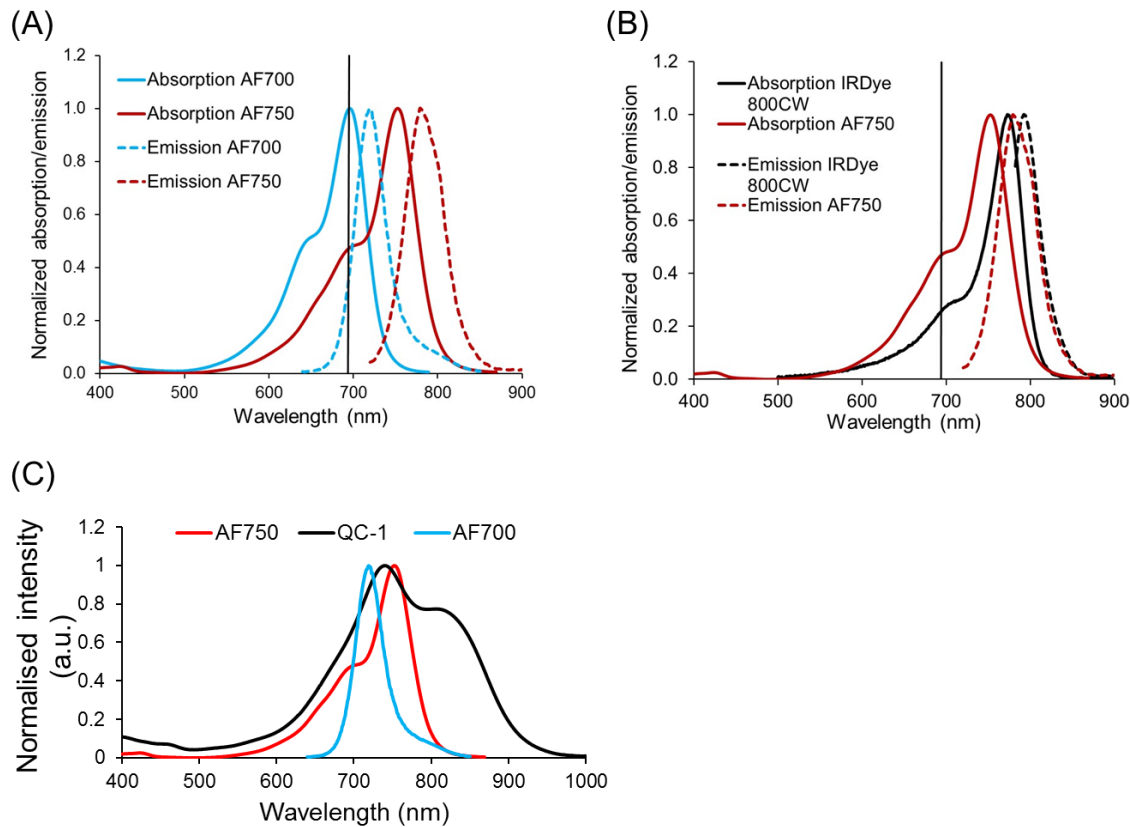 (A)
Normalized absorption/emission
1.2
1.0
0.8
0.6
0.4
0.2
0.0
Absorption AF700
Absorption AF750
Emission AF700
Emission AF750
400 500 600 700 800 900
Wavelength (nm)
(B)
Normalized absorption/emission
1.2
1.0
0.8
0.6
0.4
0.2
0.0
Absorption IRDye
800CW
Absorption AF750
Emission IRDye
800CW
Emission AF750
400 500 600 700 800 900
Wavelength (nm)
(C)
Normalised intensity
(a.u.)
1.2
1
0.8
0.6
0.4
0.2
0
AF750 QC-1 AF700
400 500 600 700 800 900 1000
Wavelength (nm)